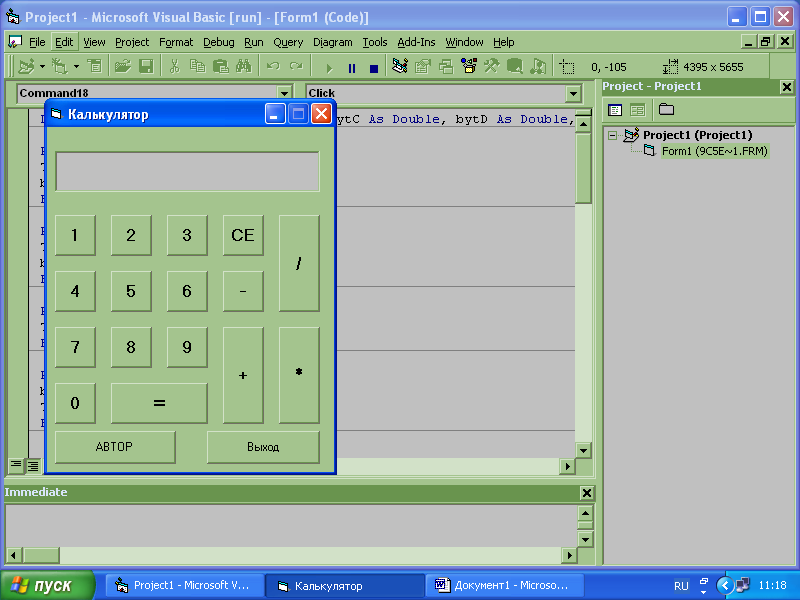 Project1 - Microsoft Visual Basic [run] - [Form1 (Code)]
File Edit View Project Format Debug Run Query Diagram Tools Add-Ins Window Help
0, -105 4395 x 5655
Command18 Click
Project - Project1
Калькулятор
As Double, bytD As Double,
Project1 (Project1)
Form1 (9C5E~1.FRM)
1 2 3 CE /
4 5 6 -
7 8 9 + *
0 =
АВТОР Выход
Immediate
пуск Project1 - Microsoft V... Калькулятор Документ1 - Microso... RU 11:18